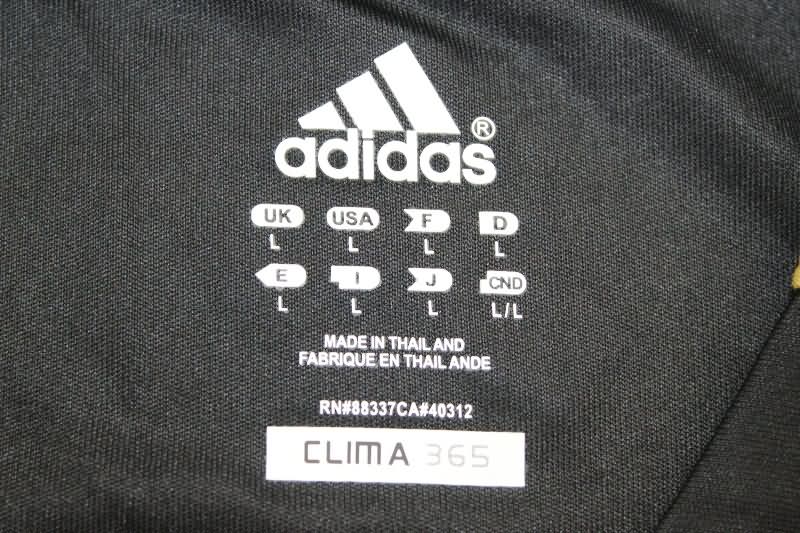 adidas®
UK USA F D
L L L L
E I J CND
L L L L/L
MADE IN THAILAND
FABRIQUE EN THAILANDE
RN#88337CA#40312
CLIMA 365